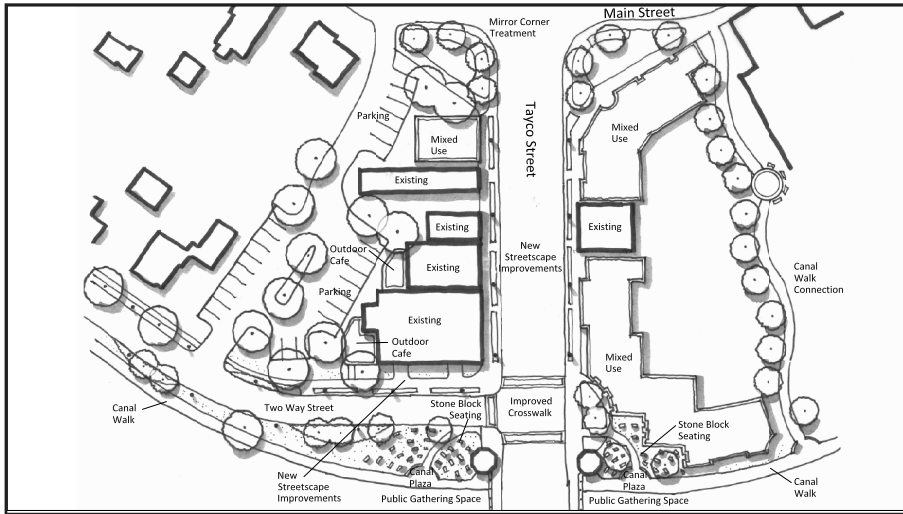 Mirror Corner
Treatment
Main Street
Tayco Street
Parking
Mixed
Use
Mixed
Use
Existing
Existing
Existing
Outdoor
Cafe
Existing
New
Streetscape
Improvements
Canal
Walk
Connection
Parking
Existing
Outdoor
Cafe
Mixed
Use
Canal
Walk
Two Way Street
Stone Block
Seating
Improved
Crosswalk
Stone Block
Seating
New
Streetscape
Improvements
Canal
Plaza
Public Gathering Space
Canal
Plaza
Public Gathering Space
Canal
Walk